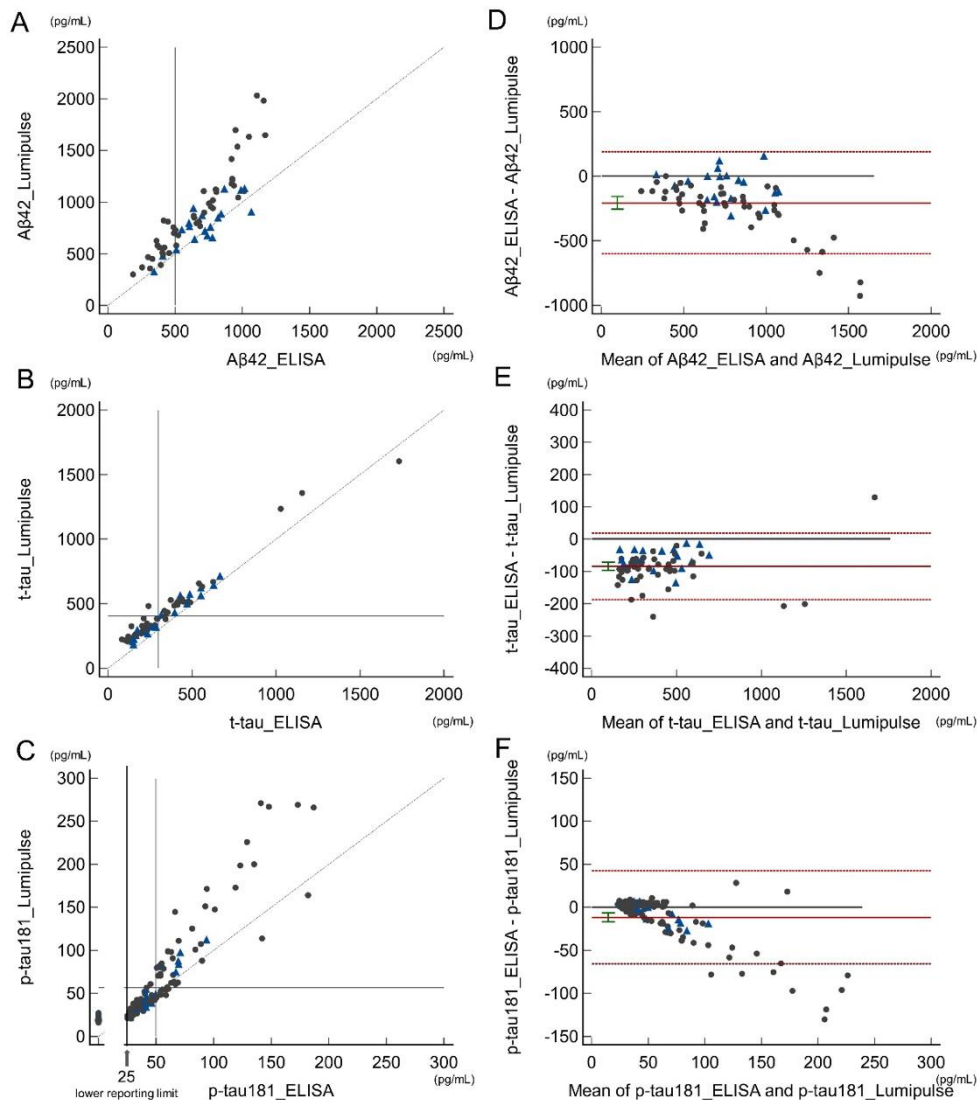 A
(pg/mL)
2500
2000
1500
1000
500
0
Aβ42_Lumipulse
0 500 1000 1500 2000 2500
Aβ42_ELISA
(pg/mL)
D
(pg/mL)
1000
500
0
-500
-1000
Aβ42_ELISA - Aβ42_Lumipulse
0 500 1000 1500 2000
Mean of Aβ42_ELISA and Aβ42_Lumipulse
(pg/mL)
B
(pg/mL)
2000
1500
1000
500
0
t-tau_Lumipulse
0 500 1000 1500 2000
t-tau_ELISA
(pg/mL)
E
(pg/mL)
400
300
200
100
0
-100
-200
-300
-400
t-tau_ELISA - t-tau_Lumipulse
0 500 1000 1500 2000
Mean of t-tau_ELISA and t-tau_Lumipulse
(pg/mL)
C
(pg/mL)
300
250
200
150
100
50
0
p-tau181_Lumipulse
50 100 150 200 250 300
25
lower reporting limit
p-tau181_ELISA
(pg/mL)
F
(pg/mL)
150
100
50
0
-50
-100
-150
p-tau181_ELISA - p-tau181_Lumipulse
0 50 100 150 200 250 300
Mean of p-tau181_ELISA and p-tau181_Lumipulse
(pg/mL)